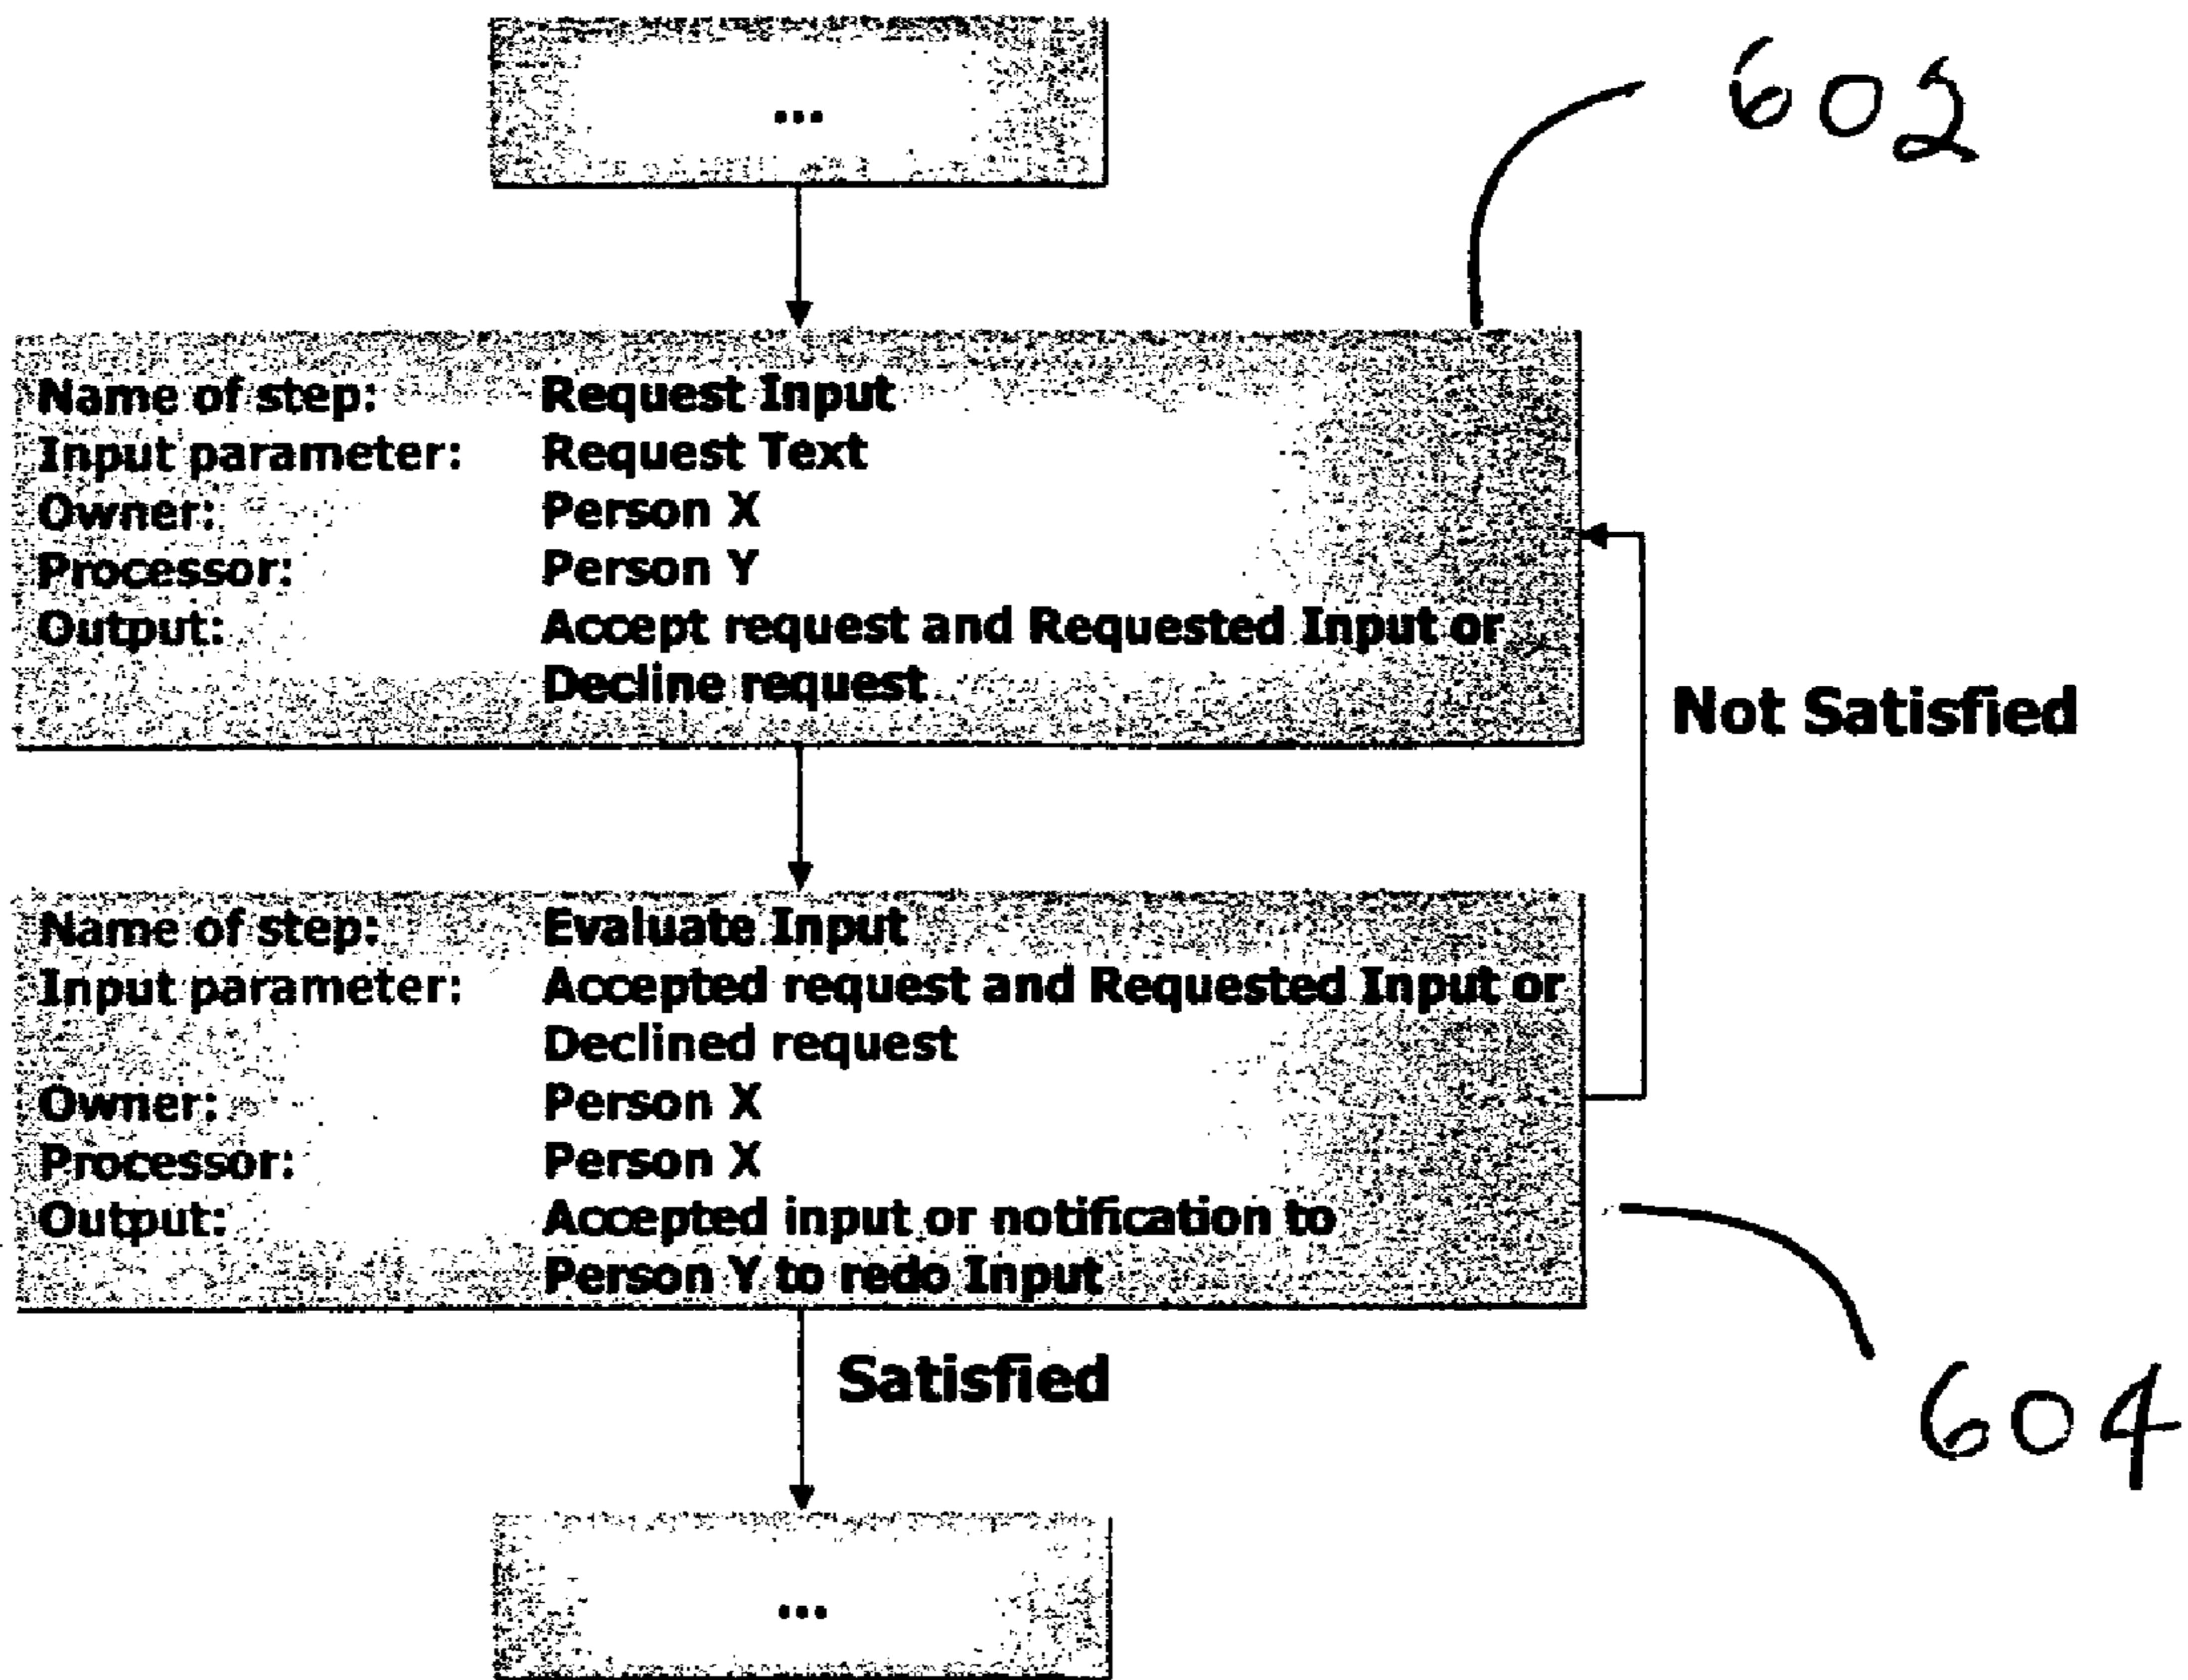 ...
602
Name of step: Request Input
Input parameter: Request Text
Owner: Person X
Processor: Person Y
Output: Accept request and Requested Input or
Decline request
Not Satisfied
Name of step: Evaluate Input
Input parameter: Accepted request and Requested Input or
Declined request
Owner: Person X
Processor: Person X
Output: Accepted input or notification to
Person Y to redo Input
Satisfied
604
...